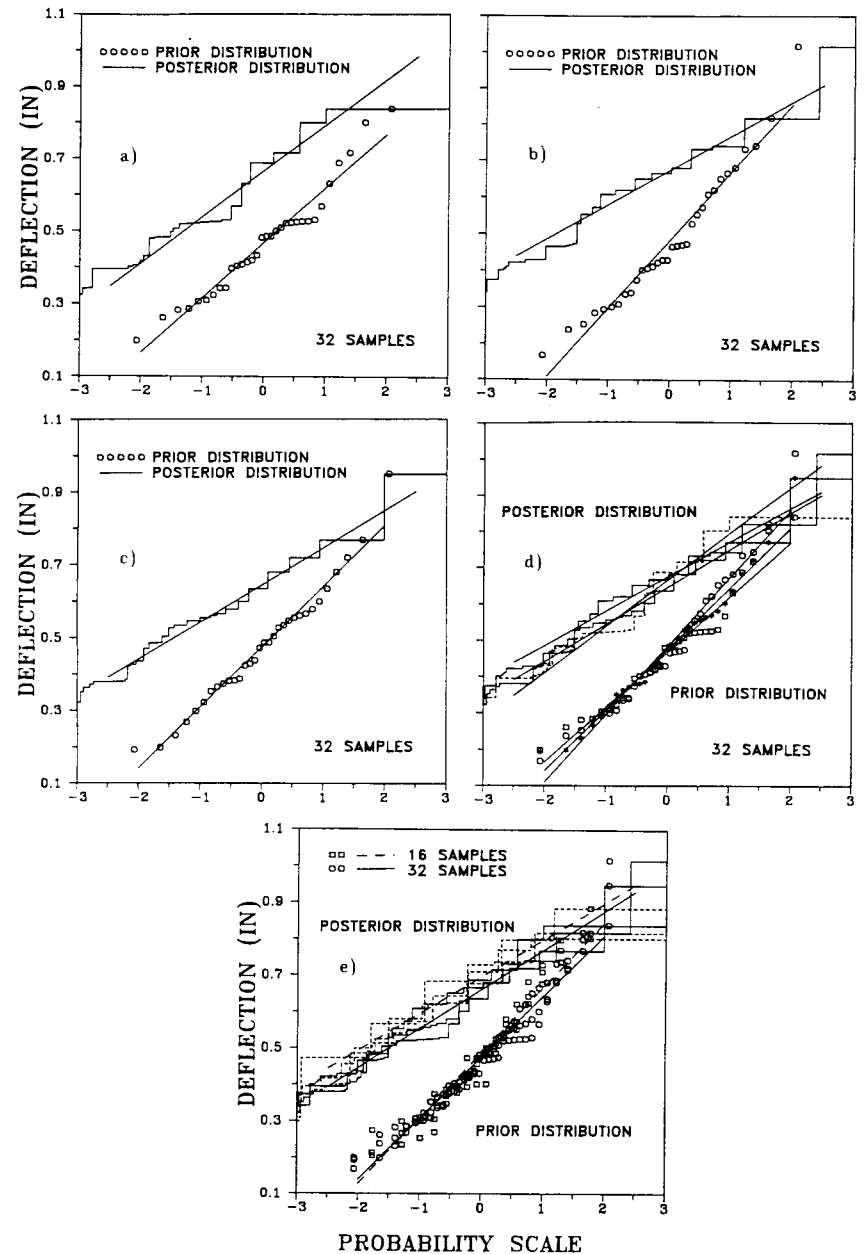 1.1
0.9
0.7
0.5
0.3
0.1
DEFLECTION (IN)
PRIOR DISTRIBUTION
POSTERIOR DISTRIBUTION
a)
32 SAMPLES
-3 -2 -1 0 1 2 3
PRIOR DISTRIBUTION
POSTERIOR DISTRIBUTION
b)
32 SAMPLES
-3 -2 -1 0 1 2 3
1.1
0.9
0.7
0.5
0.3
0.1
DEFLECTION (IN)
PRIOR DISTRIBUTION
POSTERIOR DISTRIBUTION
c)
32 SAMPLES
-3 -2 -1 0 1 2 3
POSTERIOR DISTRIBUTION
d)
PRIOR DISTRIBUTION
32 SAMPLES
-3 -2 -1 0 1 2 3
1.1
0.9
0.7
0.5
0.3
0.1
DEFLECTION (IN)
16 SAMPLES
32 SAMPLES
POSTERIOR DISTRIBUTION
e)
PRIOR DISTRIBUTION
-3 -2 -1 0 1 2 3
PROBABILITY SCALE